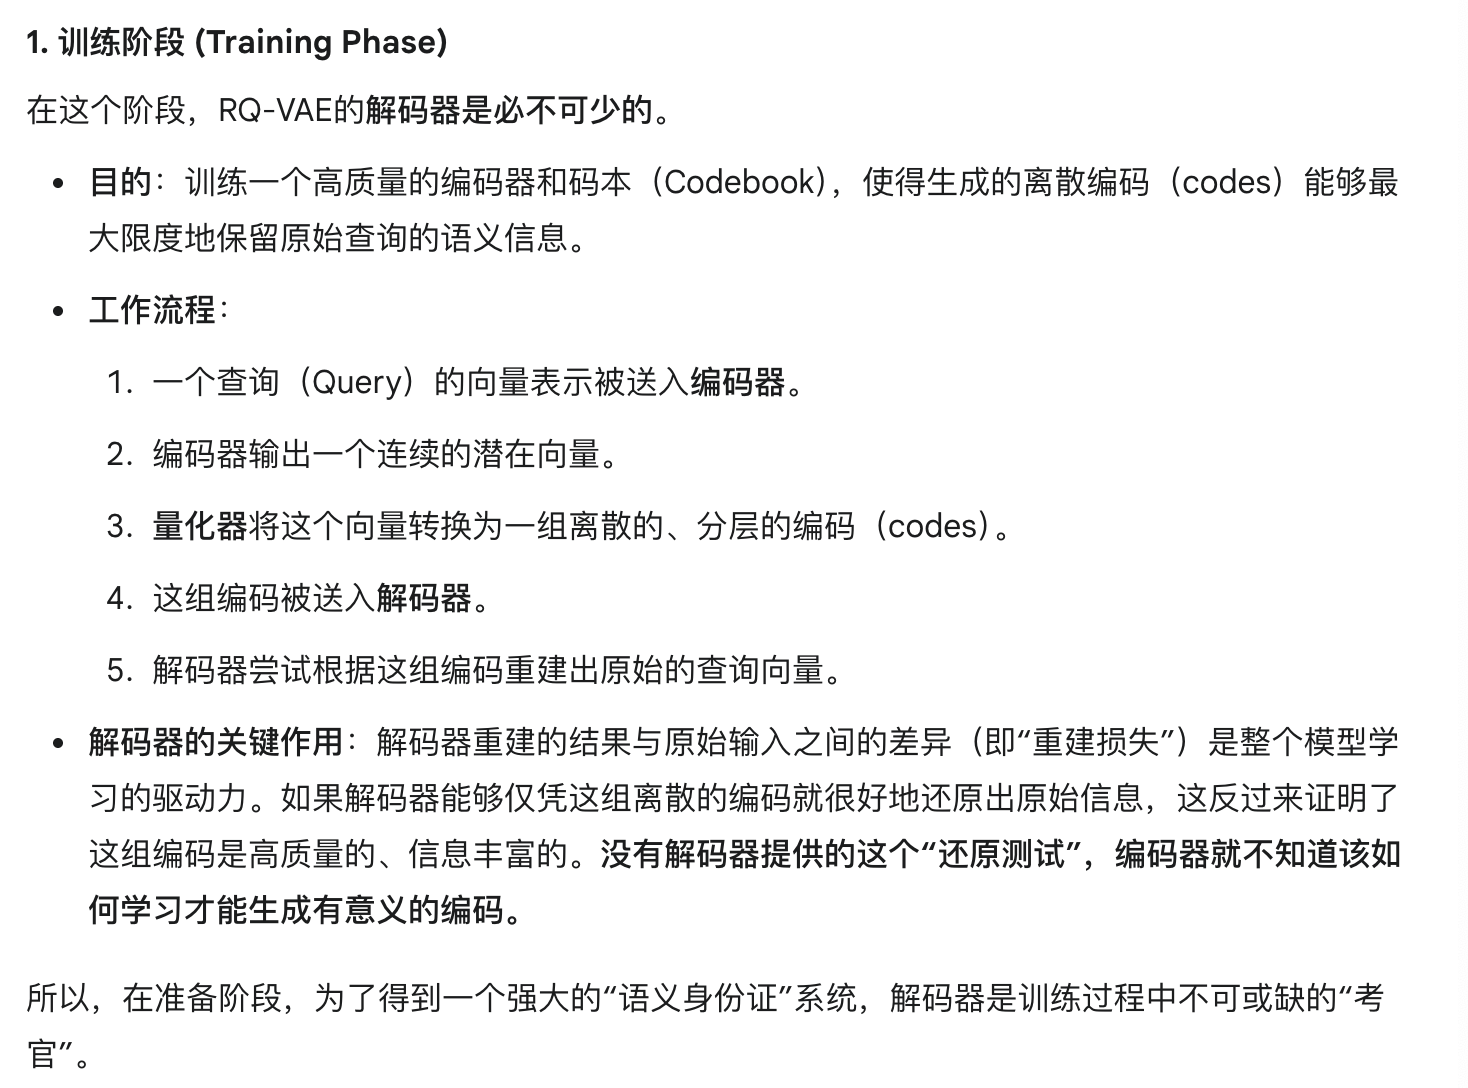 1. 训练阶段 (Training Phase)
在这个阶段，RQ-VAE的解码器是必不可少的。
• 目的：训练一个高质量的编码器和码本（Codebook），使得生成的离散编码（codes）能够最
大限度地保留原始查询的语义信息。
• 工作流程：
1. 一个查询（Query）的向量表示被送入编码器。
2. 编码器输出一个连续的潜在向量。
3. 量化器将这个向量转换为一组离散的、分层的编码（codes）。
4. 这组编码被送入解码器。
5. 解码器尝试根据这组编码重建出原始的查询向量。
• 解码器的关键作用：解码器重建的结果与原始输入之间的差异（即“重建损失”）是整个模型学
习的驱动力。如果解码器能够仅凭这组离散的编码就很好地还原出原始信息，这反过来证明了
这组编码是高质量的、信息丰富的。没有解码器提供的这个“还原测试”，编码器就不知道该如
何学习才能生成有意义的编码。
所以，在准备阶段，为了得到一个强大的“语义身份证”系统，解码器是训练过程中不可或缺的“考
官”。